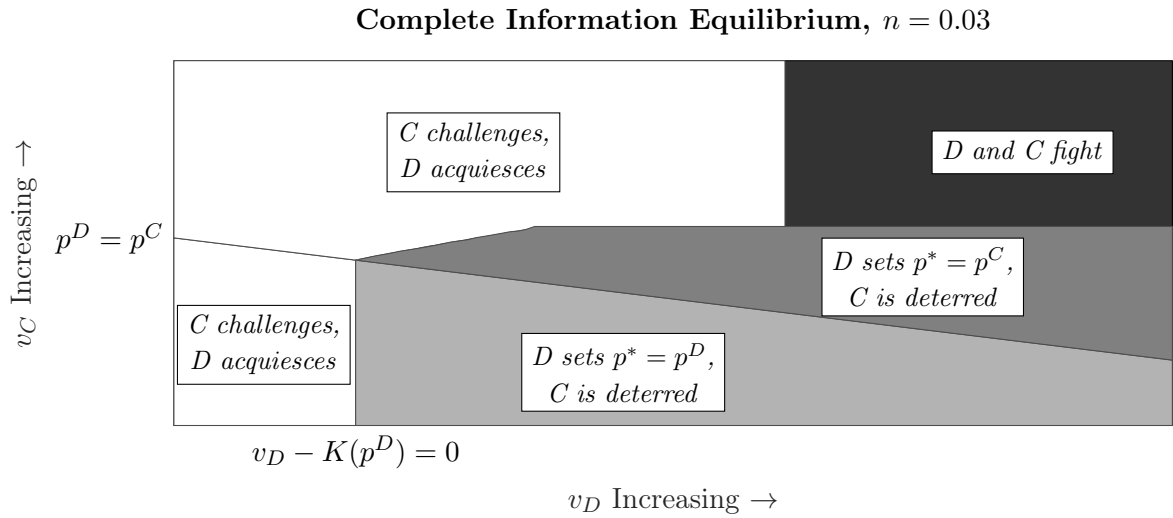 Complete Information Equilibrium, n = 0.03
C challenges,
D acquiesces
D and C fight
v_C Increasing →
p^D = p^C
D sets p* = p^C,
C is deterred
C challenges,
D acquiesces
D sets p* = p^D,
C is deterred
v_D − K(p^D) = 0
v_D Increasing →